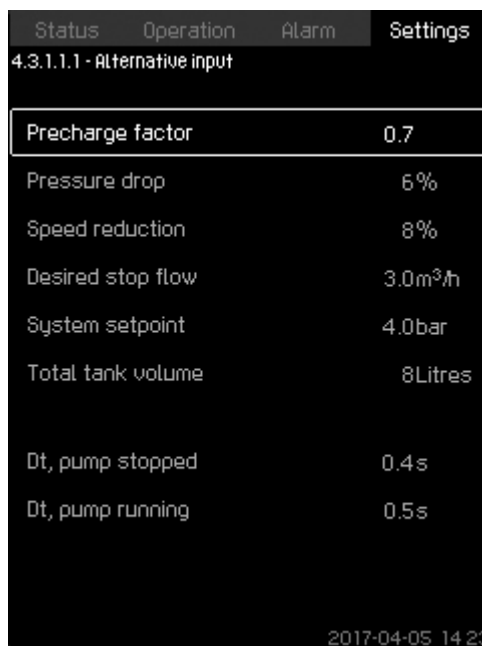 Status Operation Alarm Settings
4.3.1.1.1 - Alternative input
Precharge factor 0.7
Pressure drop 6%
Speed reduction 8%
Desired stop flow 3.0m³/h
System setpoint 4.0bar
Total tank volume 8Litres
Dt, pump stopped 0.4s
Dt, pump running 0.5s
2017-04-05 14:23